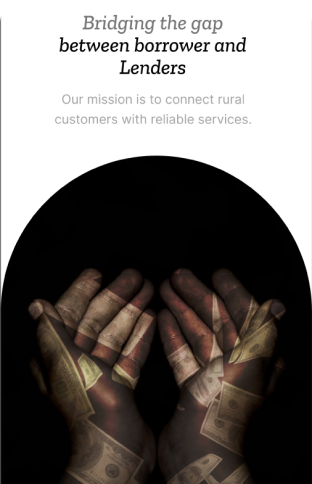 Bridging the gap
between borrower and
Lenders
Our mission is to connect rural
customers with reliable services.